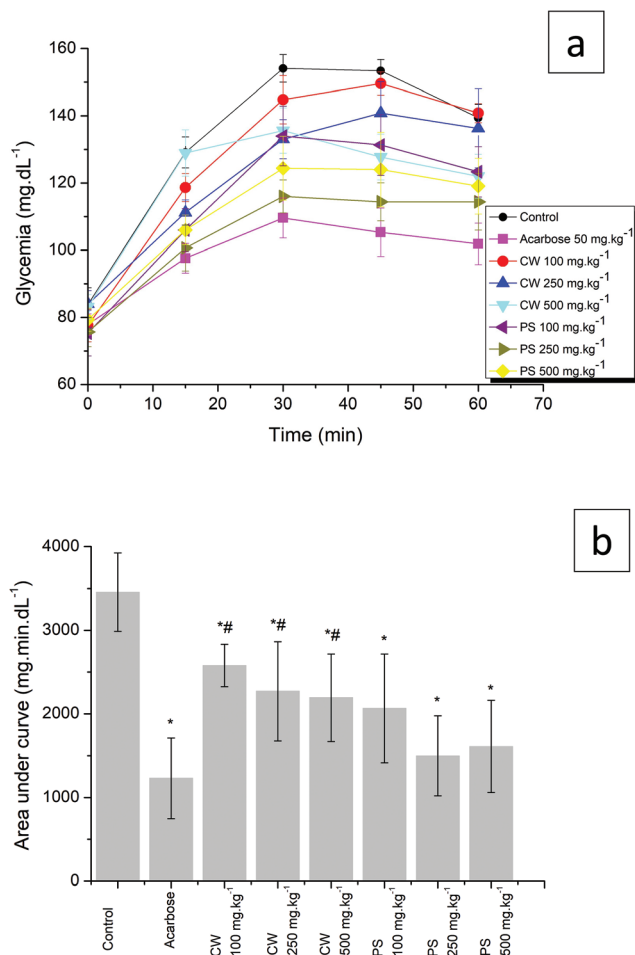 a
160
140
120
100
80
60
Glycemia (mg.dL⁻¹)
0 10 20 30 40 50 60 70
Time (min)
Control
Acarbose 50 mg.kg⁻¹
CW 100 mg.kg⁻¹
CW 250 mg.kg⁻¹
CW 500 mg.kg⁻¹
PS 100 mg.kg⁻¹
PS 250 mg.kg⁻¹
PS 500 mg.kg⁻¹
b
4000
3000
2000
1000
0
Area under curve (mg.min.dL⁻¹)
*
*#
*#
*#
*
*
*
Control
Acarbose
CW
100 mg.kg⁻¹
CW
250 mg.kg⁻¹
CW
500 mg.kg⁻¹
PS
100 mg.kg⁻¹
PS
250 mg.kg⁻¹
PS
500 mg.kg⁻¹